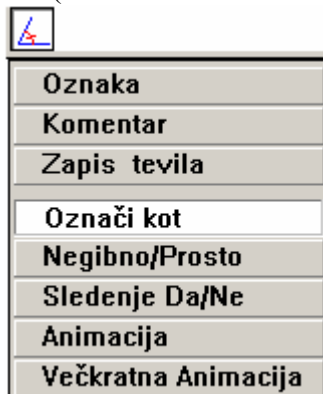 Oznaka
Komentar
Zapis tevila
Označi kot
Negibno/Prosto
Sledenje Da/Ne
Animacija
Večkratna Animacija